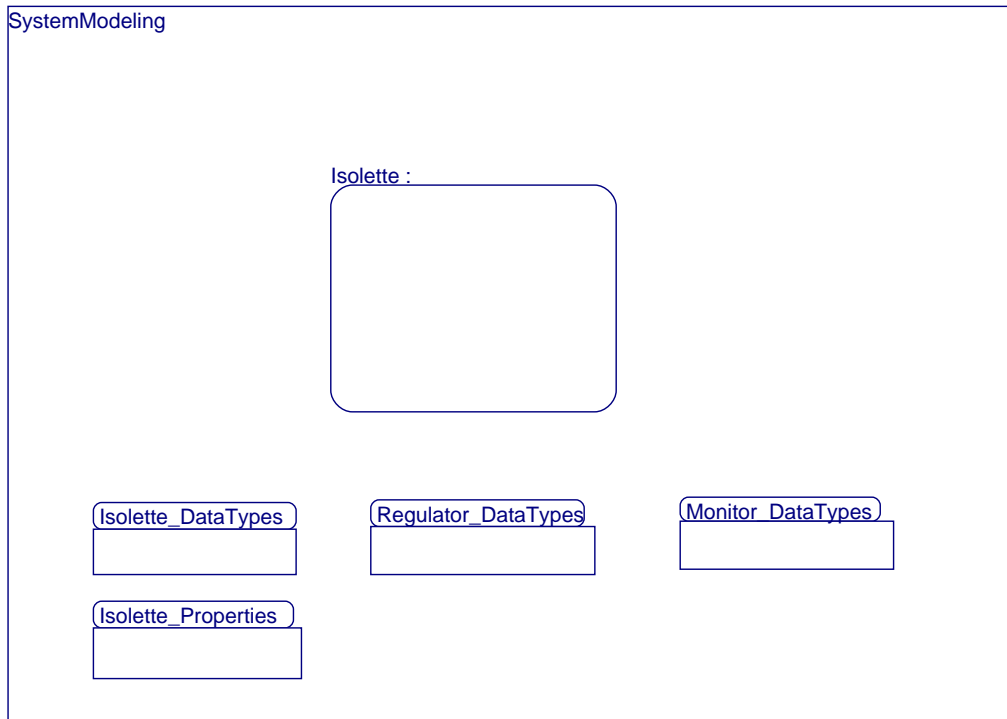 SystemModeling
Isolette :
Isolette_DataTypes
Regulator_DataTypes
Monitor_DataTypes
Isolette_Properties